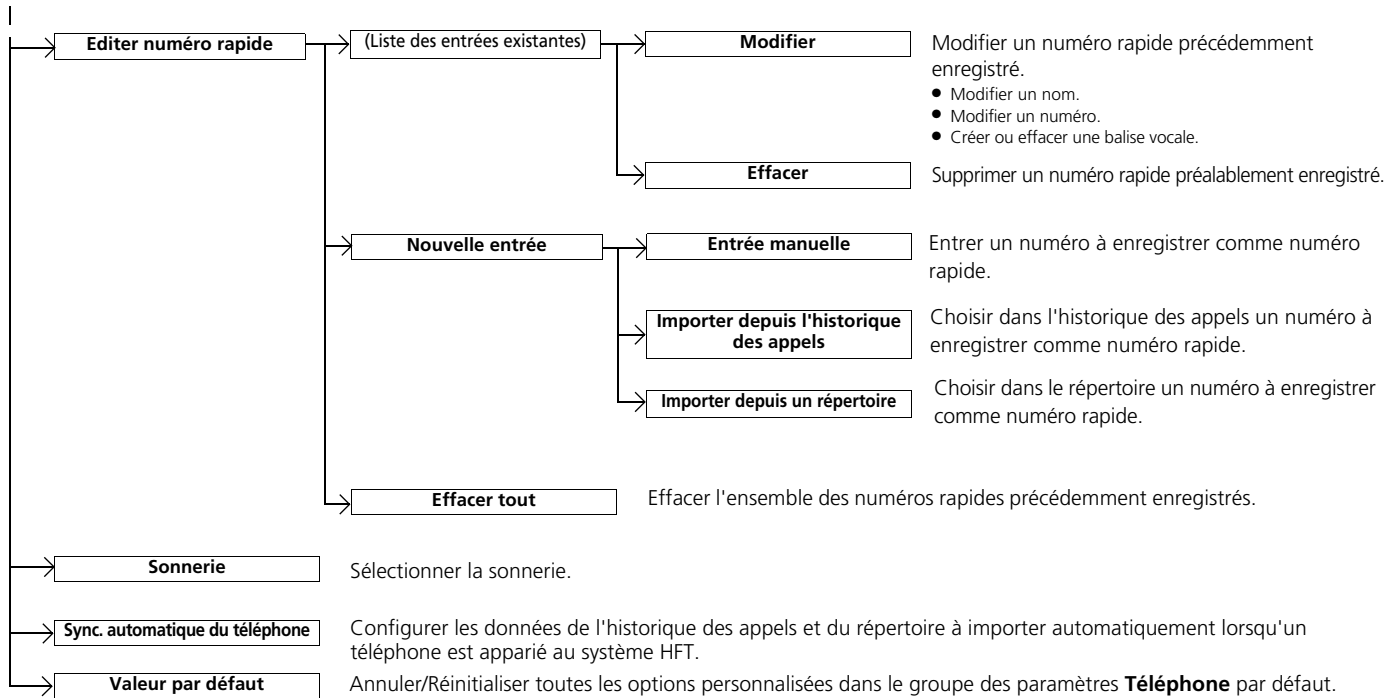 Editer numéro rapide
(Liste des entrées existantes)
Modifier
Modifier un numéro rapide précédemment
enregistré.
● Modifier un nom.
● Modifier un numéro.
● Créer ou effacer une balise vocale.
Effacer
Supprimer un numéro rapide préalablement enregistré.
Nouvelle entrée
Entrée manuelle
Entrer un numéro à enregistrer comme numéro
rapide.
Importer depuis l'historique
des appels
Choisir dans l'historique des appels un numéro à
enregistrer comme numéro rapide.
Importer depuis un répertoire
Choisir dans le répertoire un numéro à enregistrer
comme numéro rapide.
Effacer tout
Effacer l'ensemble des numéros rapides précédemment enregistrés.
Sonnerie
Sélectionner la sonnerie.
Sync. automatique du téléphone
Configurer les données de l'historique des appels et du répertoire à importer automatiquement lorsqu'un
téléphone est apparié au système HFT.
Valeur par défaut
Annuler/Réinitialiser toutes les options personnalisées dans le groupe des paramètres Téléphone par défaut.